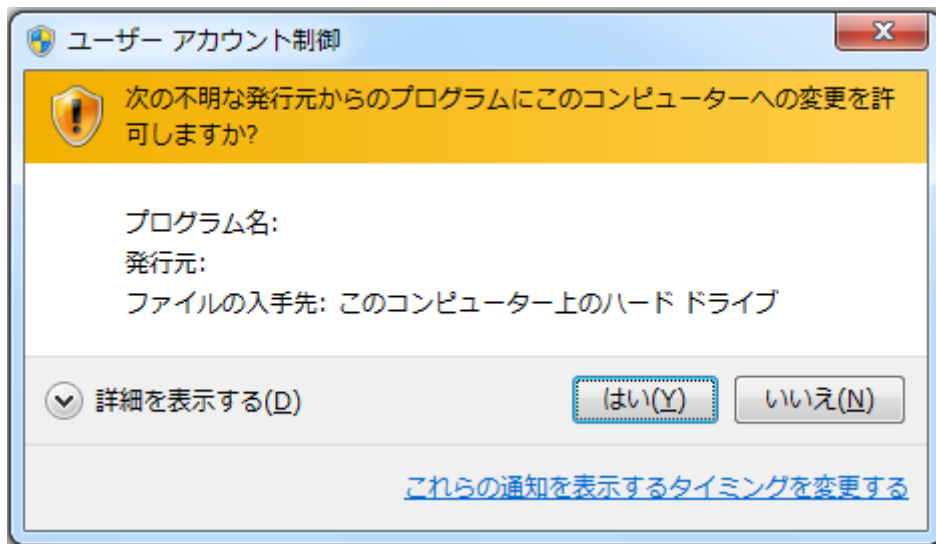 ユーザー アカウント制御
次の不明な発行元からのプログラムにこのコンピューターへの変更を許
可しますか?
プログラム名:
発行元:
ファイルの入手先: このコンピューター上のハード ドライブ
詳細を表示する(D)
はい(Y)
いいえ(N)
これらの通知を表示するタイミングを変更する